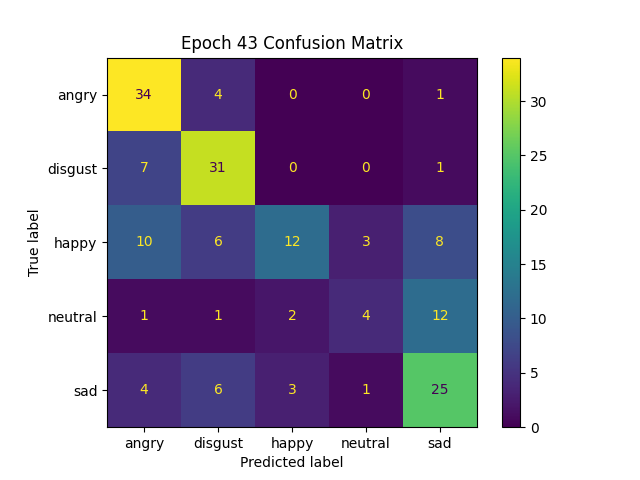 Epoch 43 Confusion Matrix
angry 34 4 0 0 1
disgust 7 31 0 0 1
happy 10 6 12 3 8
neutral 1 1 2 4 12
sad 4 6 3 1 25
angry disgust happy neutral sad
Predicted label
True label
30
25
20
15
10
5
0